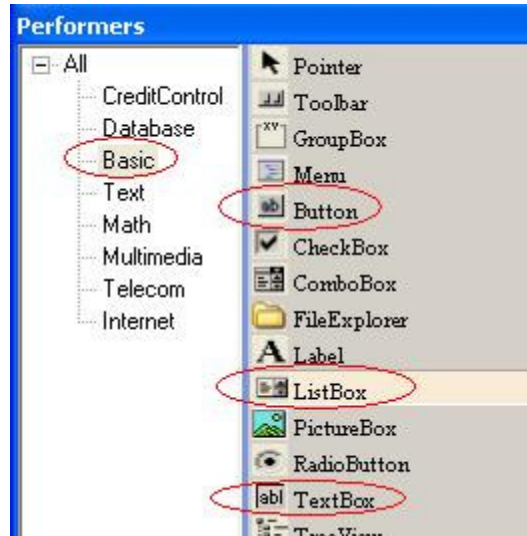 Performers
All
CreditControl
Database
Basic
Text
Math
Multimedia
Telecom
Internet
Pointer
Toolbar
GroupBox
Menu
Button
CheckBox
ComboBox
FileExplorer
Label
ListBox
PictureBox
RadioButton
TextBox
TreeView